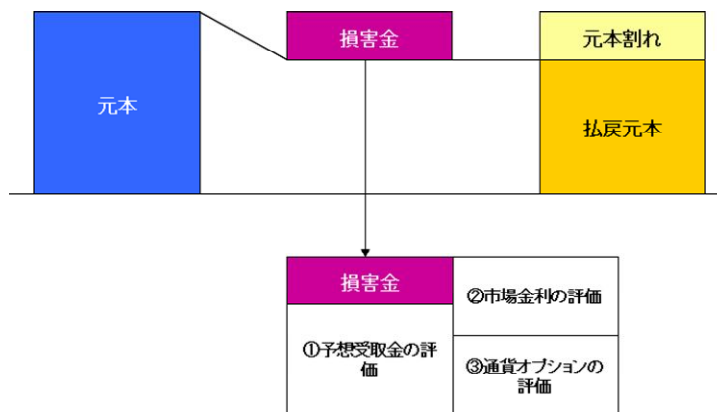 元本
損害金
元本割れ
払戻元本
損害金
①予想受取金の評
価
②市場金利の評価
③通貨オプションの
評価